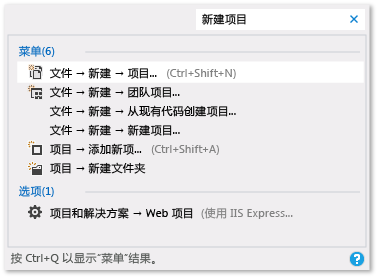 新建项目
菜单(6)
文件 → 新建 → 项目... (Ctrl+Shift+N)
文件 → 新建 → 团队项目...
文件 → 新建 → 从现有代码创建项目...
文件 → 新建 → 新建项目...
项目 → 添加新项... (Ctrl+Shift+A)
项目 → 新建文件夹
选项(1)
项目和解决方案 → Web 项目 (使用 IIS Express...
按 Ctrl+Q 以显示“菜单”结果。